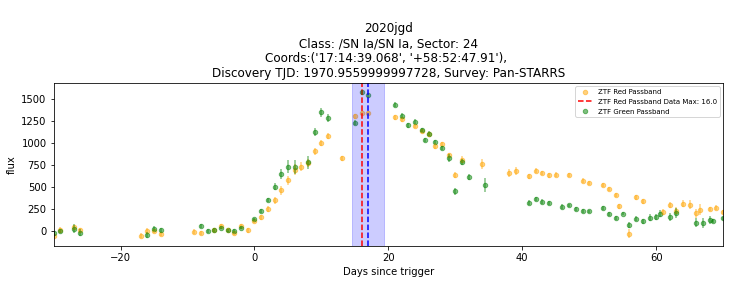 2020jgd
Class: /SN Ia/SN Ia, Sector: 24
Coords:('17:14:39.068', '+58:52:47.91'),
Discovery TJD: 1970.9559999997728, Survey: Pan-STARRS
ZTF Red Passband
ZTF Red Passband Data Max: 16.0
ZTF Green Passband
flux
1500
1250
1000
750
500
250
0
−20
0
20
40
60
Days since trigger